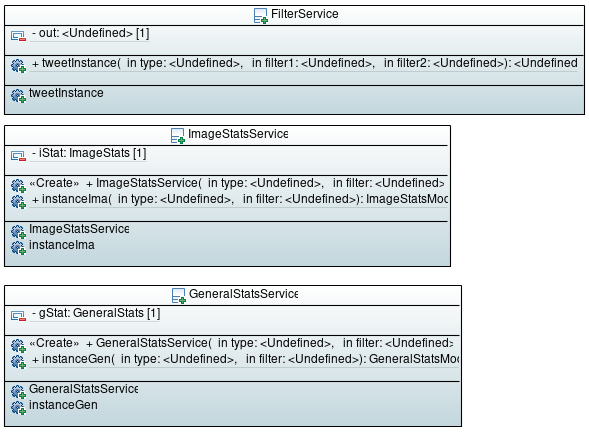 FilterService
- out: <Undefined> [1]
+ tweetInstance( in type: <Undefined>, in filter1: <Undefined>, in filter2: <Undefined>): <Undefined
tweetInstance
ImageStatsService
- iStat: ImageStats [1]
«Create» + ImageStatsService( in type: <Undefined>, in filter: <Undefined>
+ instanceIma( in type: <Undefined>, in filter: <Undefined>): ImageStatsMod
ImageStatsService
instanceIma
GeneralStatsService
- gStat: GeneralStats [1]
«Create» + GeneralStatsService( in type: <Undefined>, in filter: <Undefined>
+ instanceGen( in type: <Undefined>, in filter: <Undefined>): GeneralStatsMod
GeneralStatsService
instanceGen